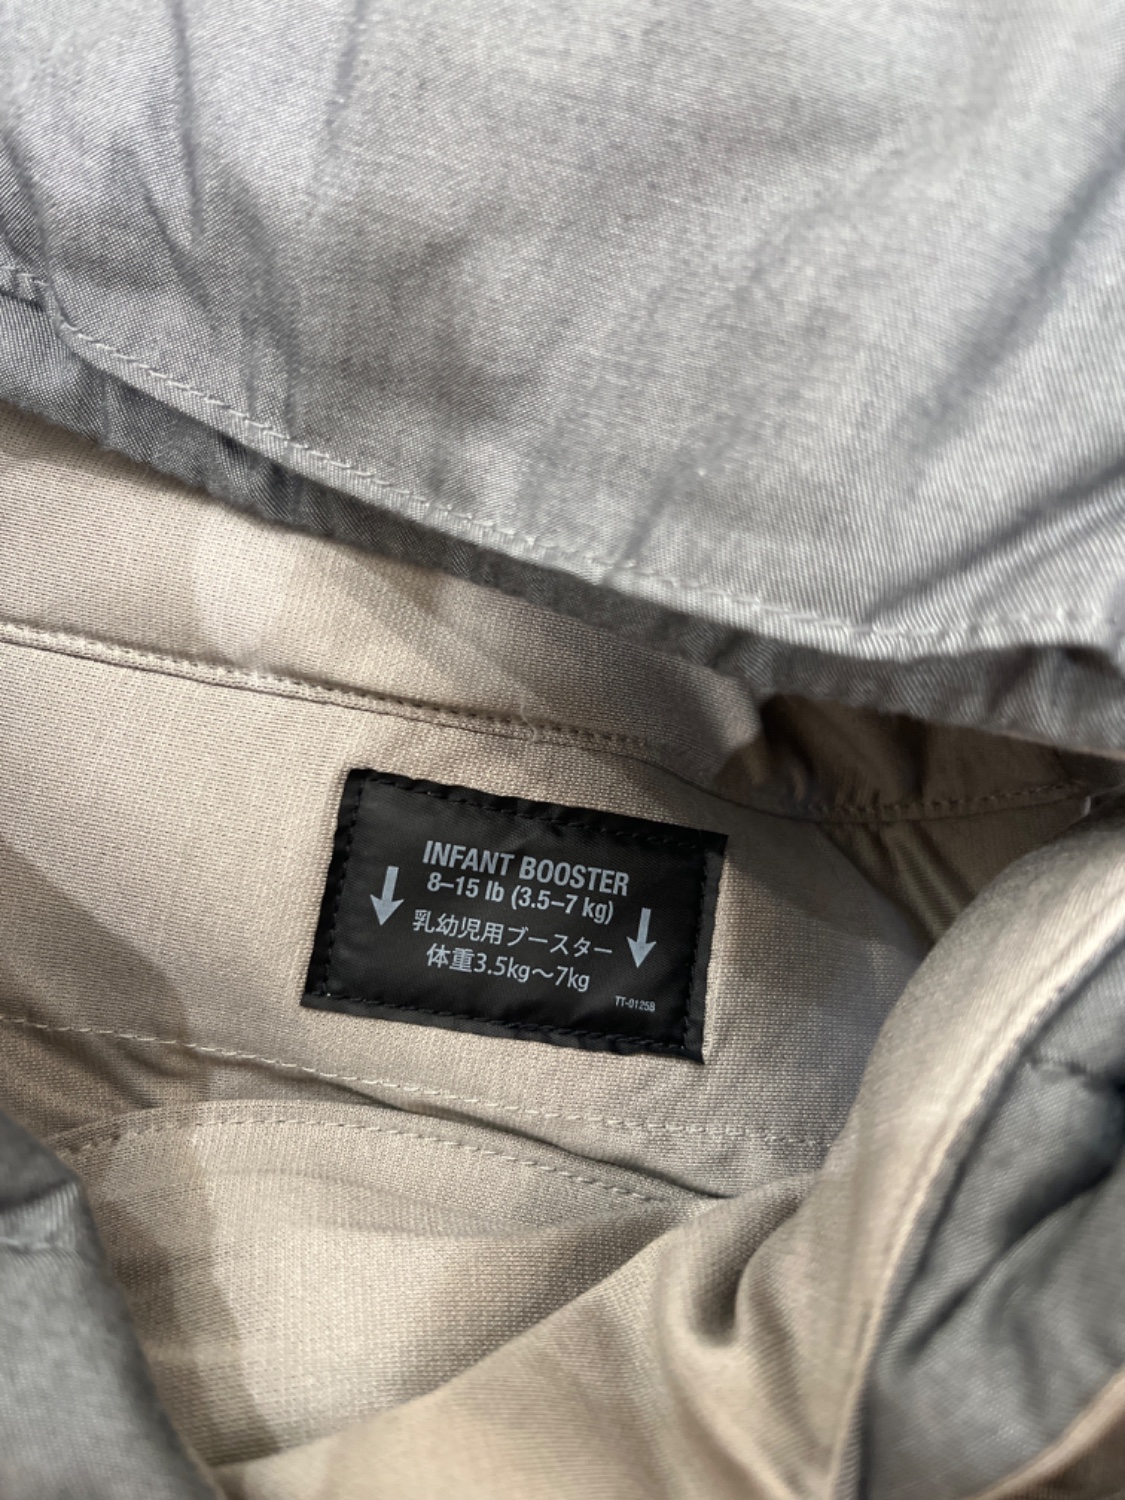 INFANT BOOSTER
8–15 lb (3.5–7 kg)
乳幼児用ブースター
体重3.5kg〜7kg
TT-0125B